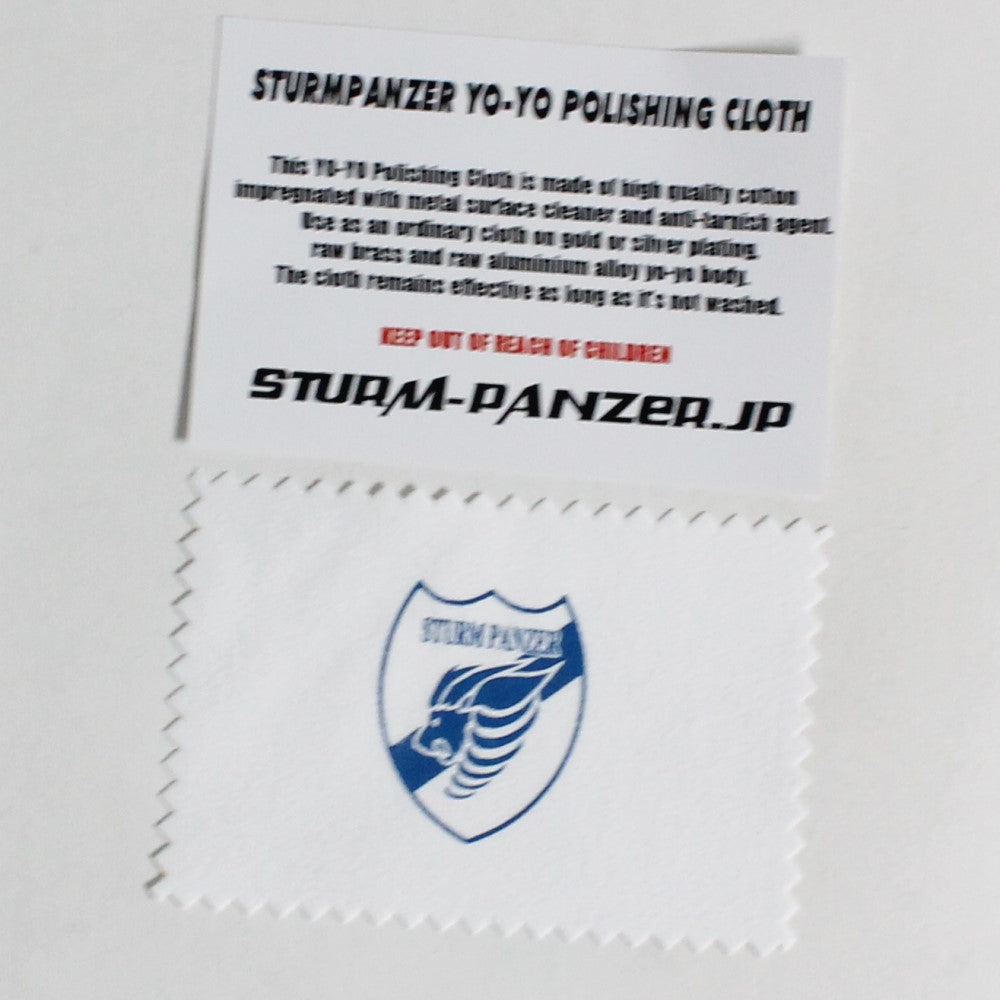 STURMPANZER YO-YO POLISHING CLOTH
This YO-YO Polishing Cloth is made of high quality cotton
impregnated with metal surface cleaner and anti-tarnish agent.
Use as an ordinary cloth on gold or silver plating,
raw brass and raw aluminium alloy yo-yo body.
The cloth remains effective as long as it's not washed.
KEEP OUT OF REACH OF CHILDREN
STURM-PANZER.JP
STURM PANZER